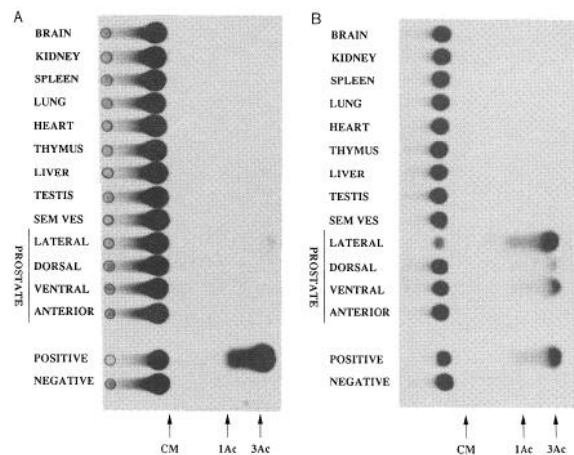 A
BRAIN
KIDNEY
SPLEEN
LUNG
HEART
THYMUS
LIVER
TESTIS
SEM VES
LATERAL
DORSAL
VENTRAL
ANTERIOR
PROSTATE
POSITIVE
NEGATIVE
CM
1Ac
3Ac
B
BRAIN
KIDNEY
SPLEEN
LUNG
HEART
THYMUS
LIVER
TESTIS
SEM VES
LATERAL
DORSAL
VENTRAL
ANTERIOR
PROSTATE
POSITIVE
NEGATIVE
CM
1Ac
3Ac